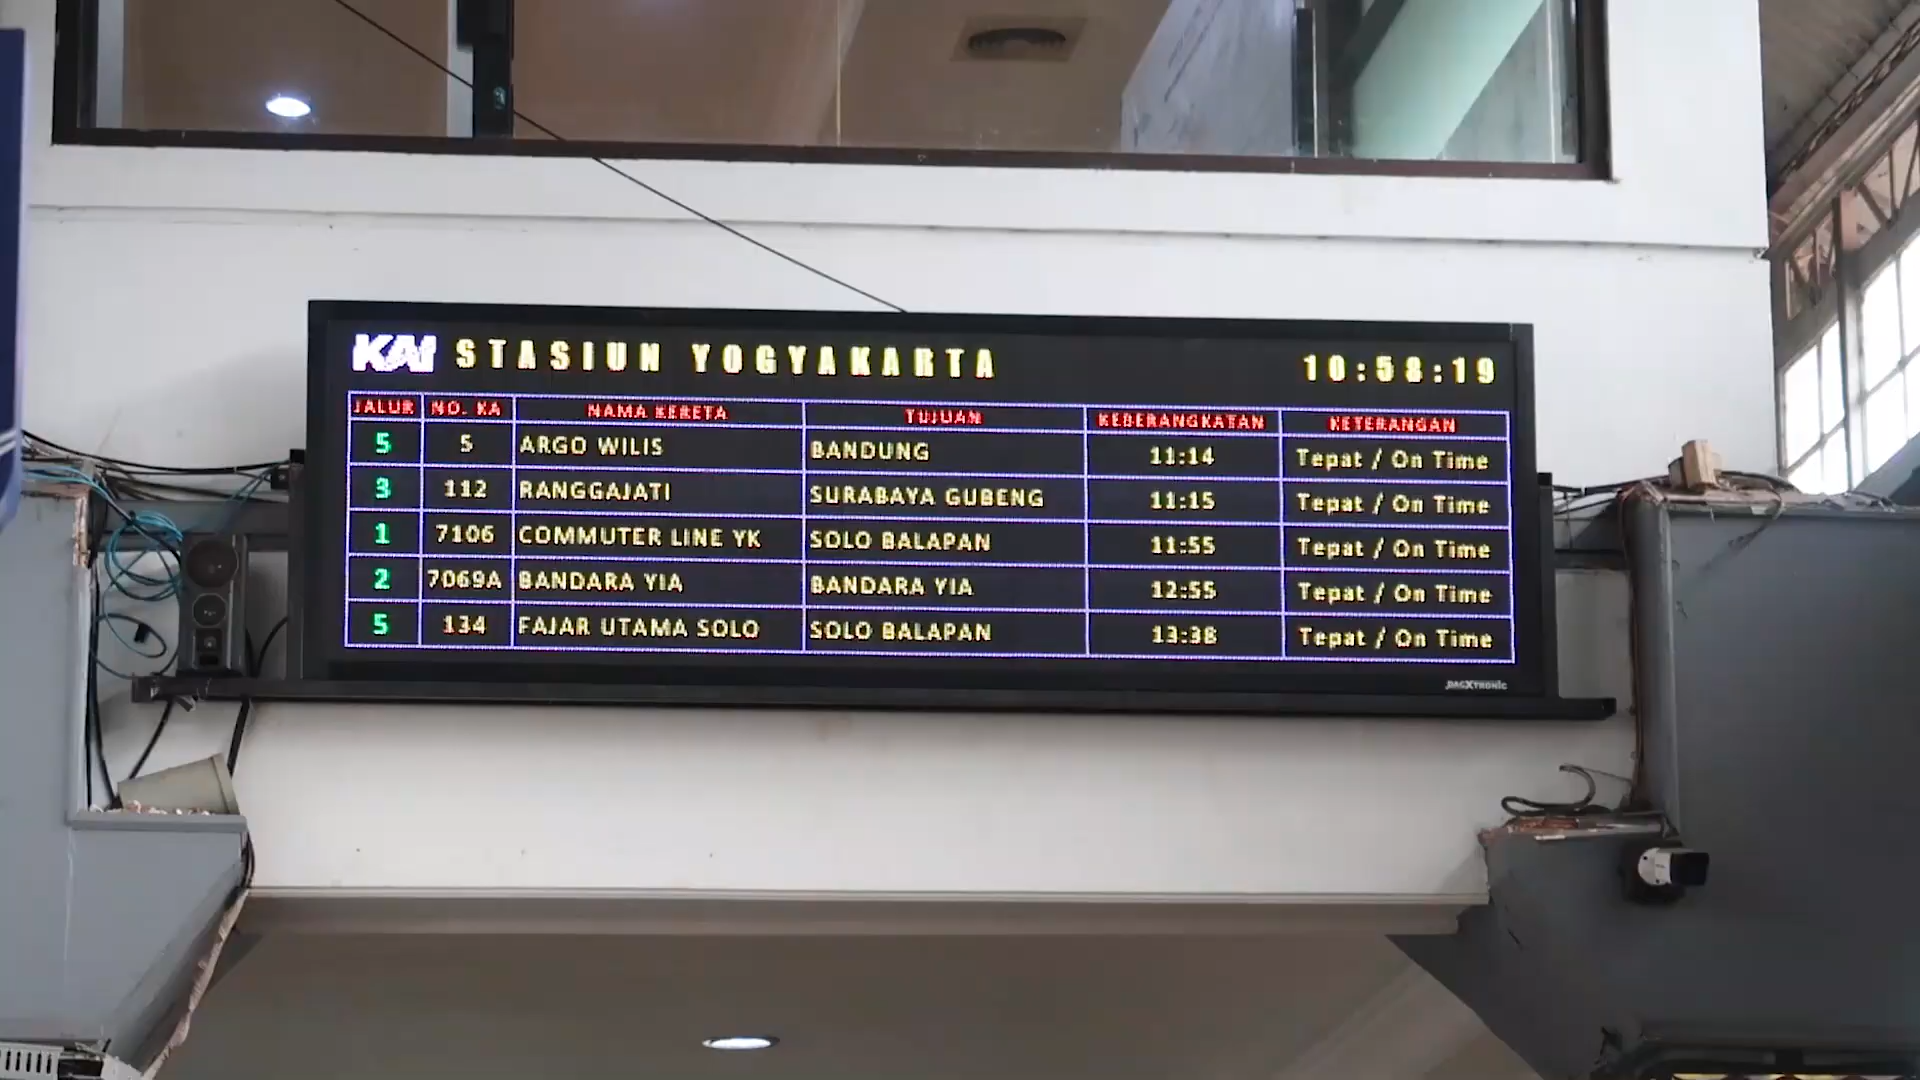 KAI STASIUN YOGYAKARTA 10:58:19
JALUR NO. KA NAMA KERETA TUJUAN KEBERANGKATAN KETERANGAN
5 5 ARGO WILIS BANDUNG 11:14 Tepat / On Time
3 112 RANGGAJATI SURABAYA GUBENG 11:15 Tepat / On Time
1 7106 COMMUTER LINE YK SOLO BALAPAN 11:55 Tepat / On Time
2 7069A BANDARA YIA BANDARA YIA 12:55 Tepat / On Time
5 134 FAJAR UTAMA SOLO SOLO BALAPAN 13:38 Tepat / On Time
DAGXTRONIC